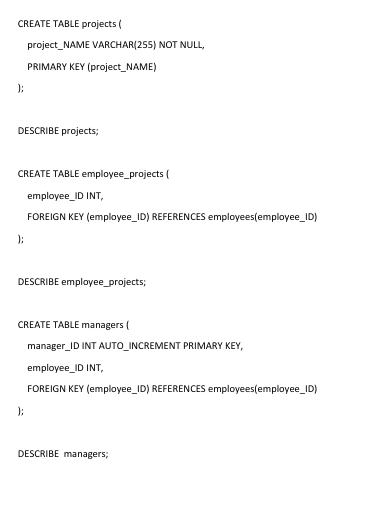 CREATE TABLE projects (
project_NAME VARCHAR(255) NOT NULL,
PRIMARY KEY (project_NAME)
);
DESCRIBE projects;
CREATE TABLE employee_projects (
employee_ID INT,
FOREIGN KEY (employee_ID) REFERENCES employees(employee_ID)
);
DESCRIBE employee_projects;
CREATE TABLE managers (
manager_ID INT AUTO_INCREMENT PRIMARY KEY,
employee_ID INT,
FOREIGN KEY (employee_ID) REFERENCES employees(employee_ID)
);
DESCRIBE  managers;